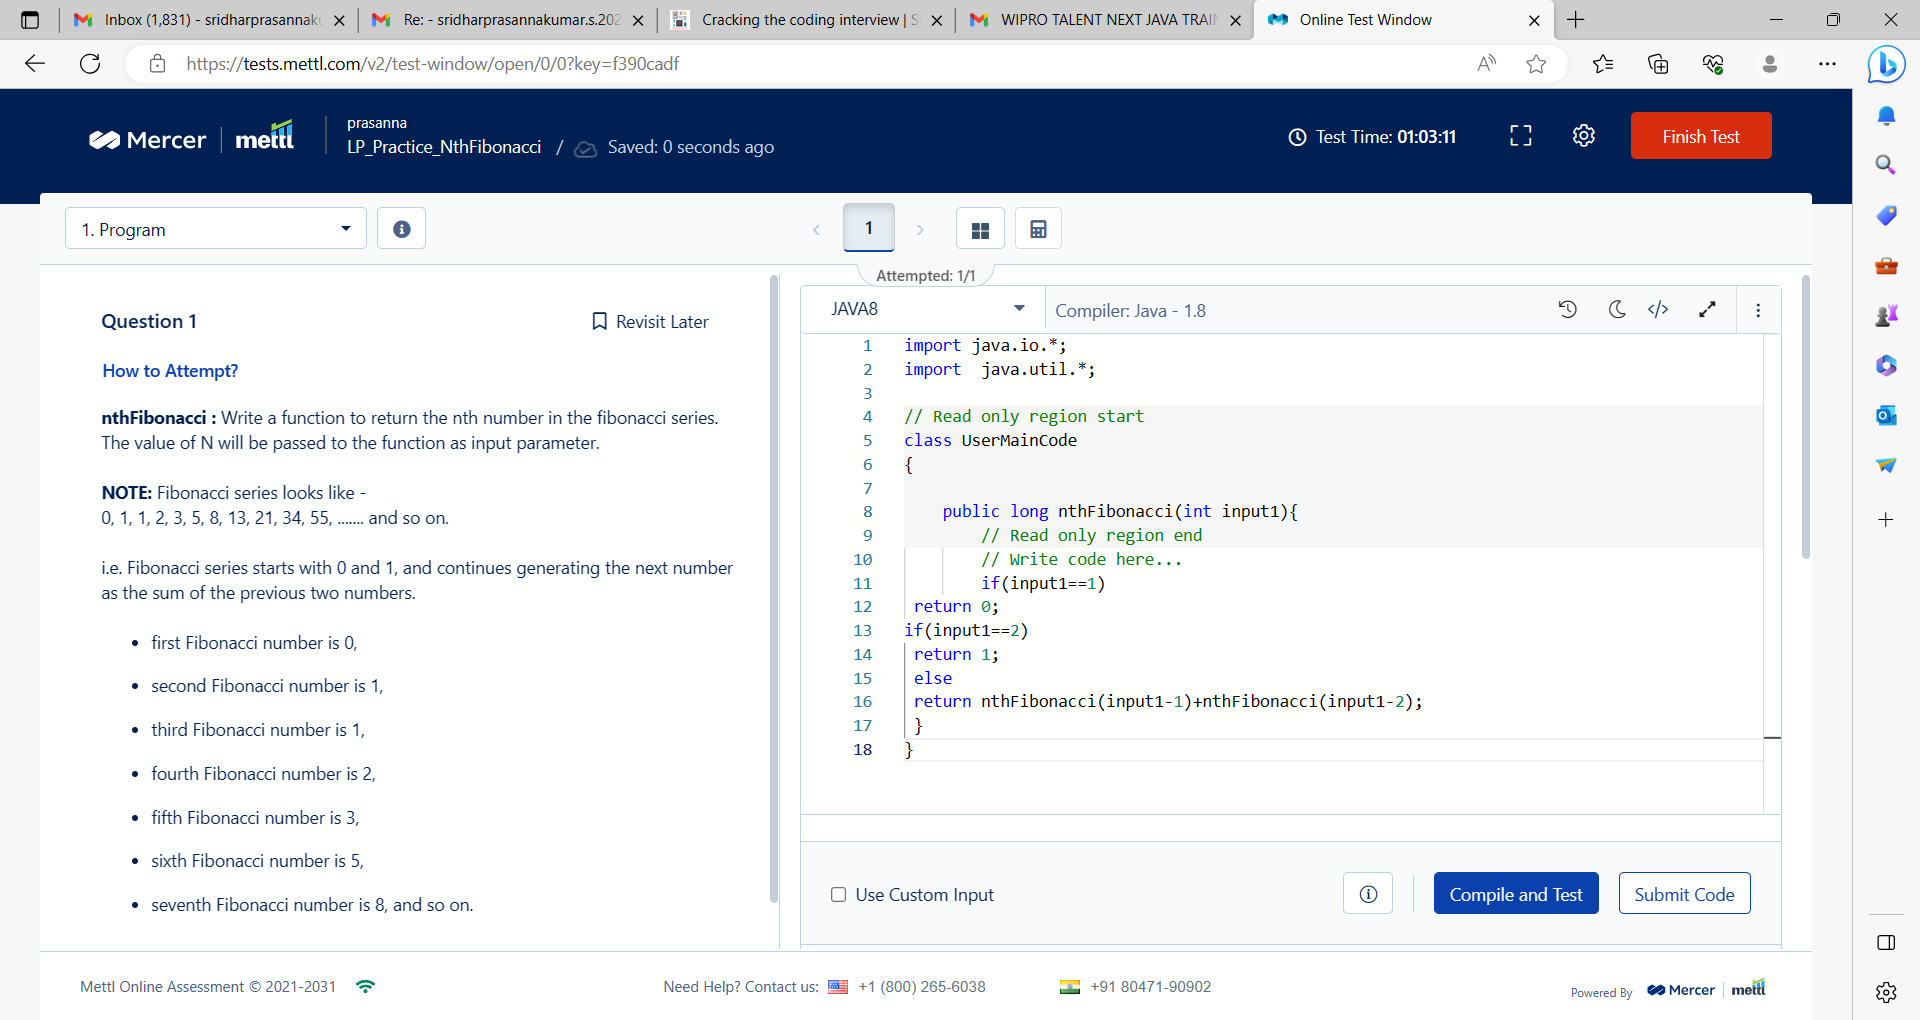 Inbox (1,831) - sridharprasannaku
Re: - sridharprasannakumar.s.202
Cracking the coding interview | S
WIPRO TALENT NEXT JAVA TRAIN
Online Test Window
https://tests.mettl.com/v2/test-window/open/0/0?key=f390cadf
Mercer | mettl
prasanna
LP_Practice_NthFibonacci / Saved: 0 seconds ago
Test Time: 01:03:11
Finish Test
1. Program
1
Attempted: 1/1
Question 1
Revisit Later
How to Attempt?
nthFibonacci : Write a function to return the nth number in the fibonacci series.
The value of N will be passed to the function as input parameter.
NOTE: Fibonacci series looks like -
0, 1, 1, 2, 3, 5, 8, 13, 21, 34, 55, ....... and so on.
i.e. Fibonacci series starts with 0 and 1, and continues generating the next number
as the sum of the previous two numbers.
• first Fibonacci number is 0,
• second Fibonacci number is 1,
• third Fibonacci number is 1,
• fourth Fibonacci number is 2,
• fifth Fibonacci number is 3,
• sixth Fibonacci number is 5,
• seventh Fibonacci number is 8, and so on.
JAVA8
Compiler: Java - 1.8
1 import java.io.*;
2 import  java.util.*;
3
4 // Read only region start
5 class UserMainCode
6 {
7
8     public long nthFibonacci(int input1){
9         // Read only region end
10         // Write code here...
11         if(input1==1)
12  return 0;
13 if(input1==2)
14  return 1;
15  else
16  return nthFibonacci(input1-1)+nthFibonacci(input1-2);
17  }
18 }
Use Custom Input
Compile and Test
Submit Code
Mettl Online Assessment © 2021-2031
Need Help? Contact us: +1 (800) 265-6038
+91 80471-90902
Powered By Mercer | mettl